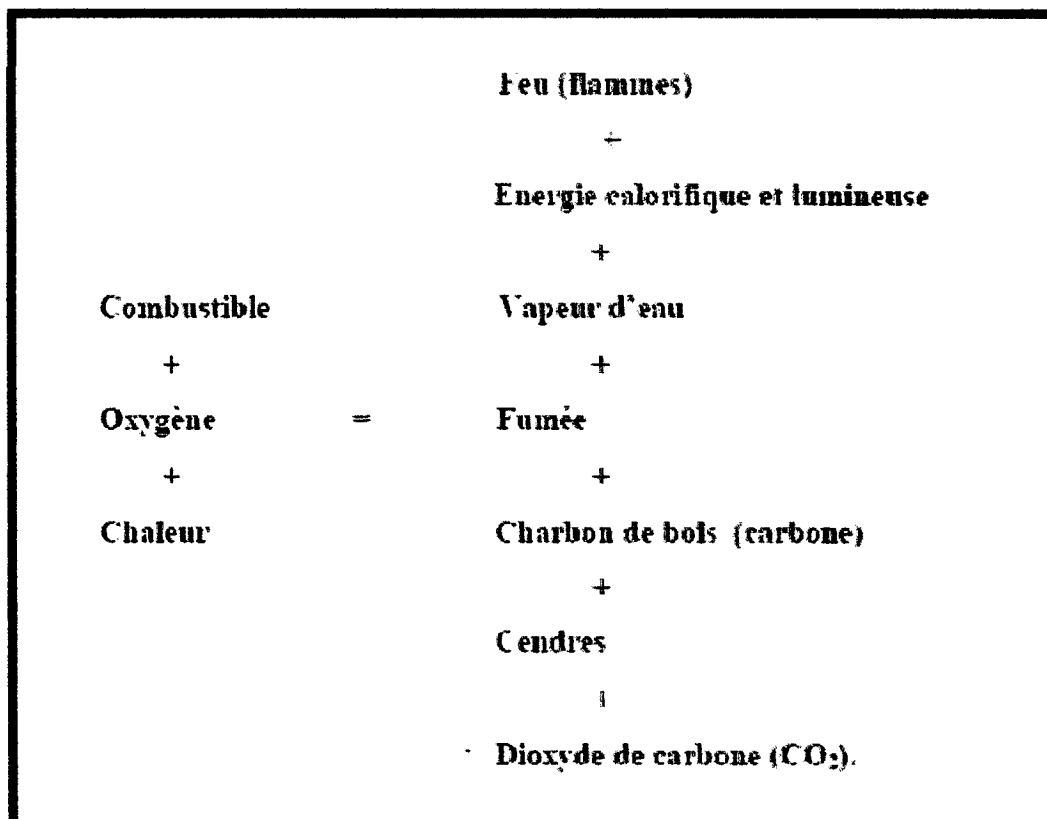 Feu (flammes)
+
Energie calorifique et lumineuse
+
Combustible Vapeur d'eau
+ +
Oxygène = Fumée
+ +
Chaleur Charbon de bois (carbone)
+
Cendres
+
Dioxyde de carbone (CO₂).